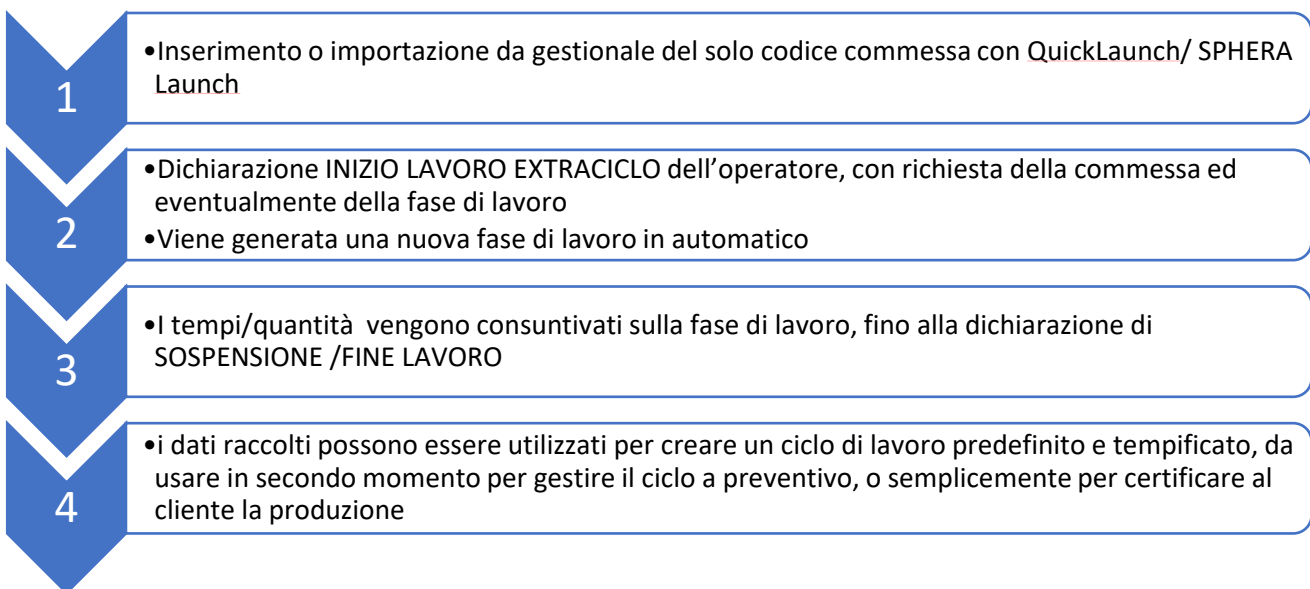 1
•Inserimento o importazione da gestionale del solo codice commessa con QuickLaunch/ SPHERA
Launch
2
•Dichiarazione INIZIO LAVORO EXTRACICLO dell’operatore, con richiesta della commessa ed
eventualmente della fase di lavoro
•Viene generata una nuova fase di lavoro in automatico
3
•I tempi/quantità vengono consuntivati sulla fase di lavoro, fino alla dichiarazione di
SOSPENSIONE /FINE LAVORO
4
•i dati raccolti possono essere utilizzati per creare un ciclo di lavoro predefinito e tempificato, da
usare in secondo momento per gestire il ciclo a preventivo, o semplicemente per certificare al
cliente la produzione